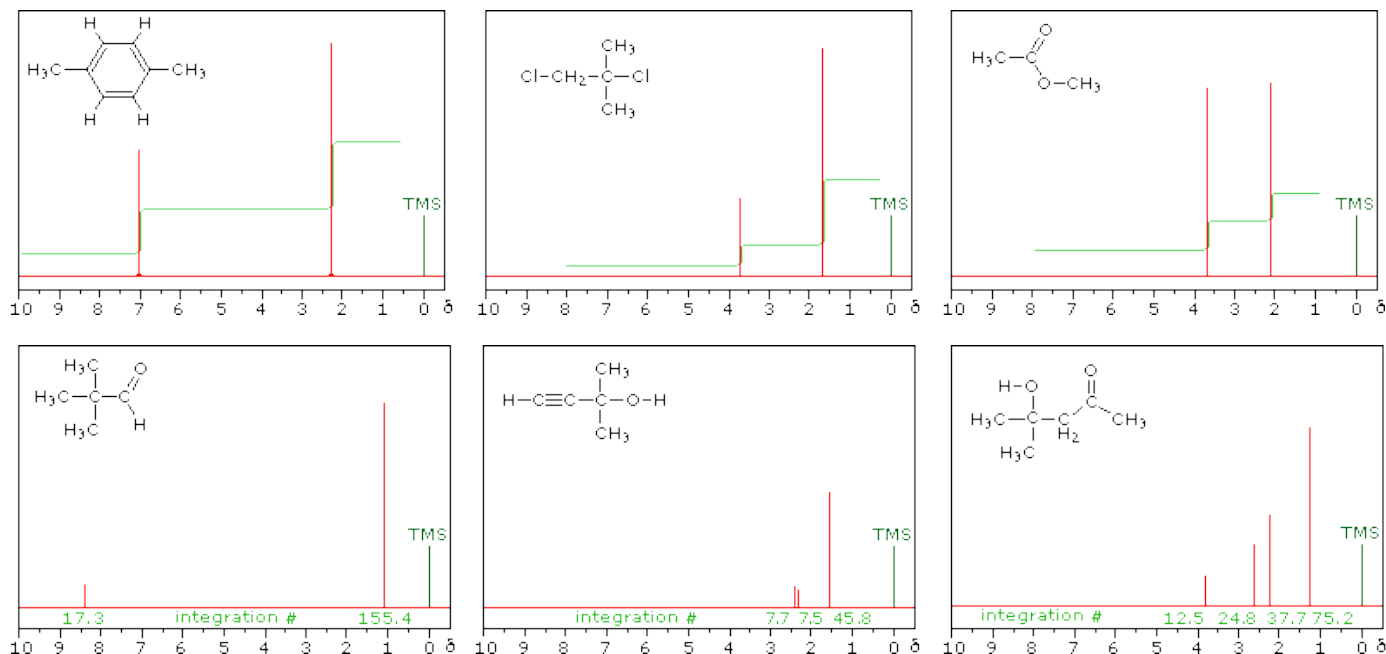 H H
H₃C CH₃
H H
TMS
10 9 8 7 6 5 4 3 2 1 0 δ
CH₃
Cl—CH₂—C—Cl
CH₃
TMS
10 9 8 7 6 5 4 3 2 1 0 δ
O
H₃C C
O—CH₃
TMS
10 9 8 7 6 5 4 3 2 1 0 δ
H₃C O
H₃C—C—C
H₃C H
TMS
17.3 integration # 155.4
10 9 8 7 6 5 4 3 2 1 0 δ
CH₃
H—C≡C—C—O—H
CH₃
TMS
integration # 7.7 7.5 45.8
10 9 8 7 6 5 4 3 2 1 0 δ
H—O O
H₃C—C—C C CH₃
H₃C H₂
TMS
integration # 12.5 24.8 37.7 75.2
10 9 8 7 6 5 4 3 2 1 0 δ